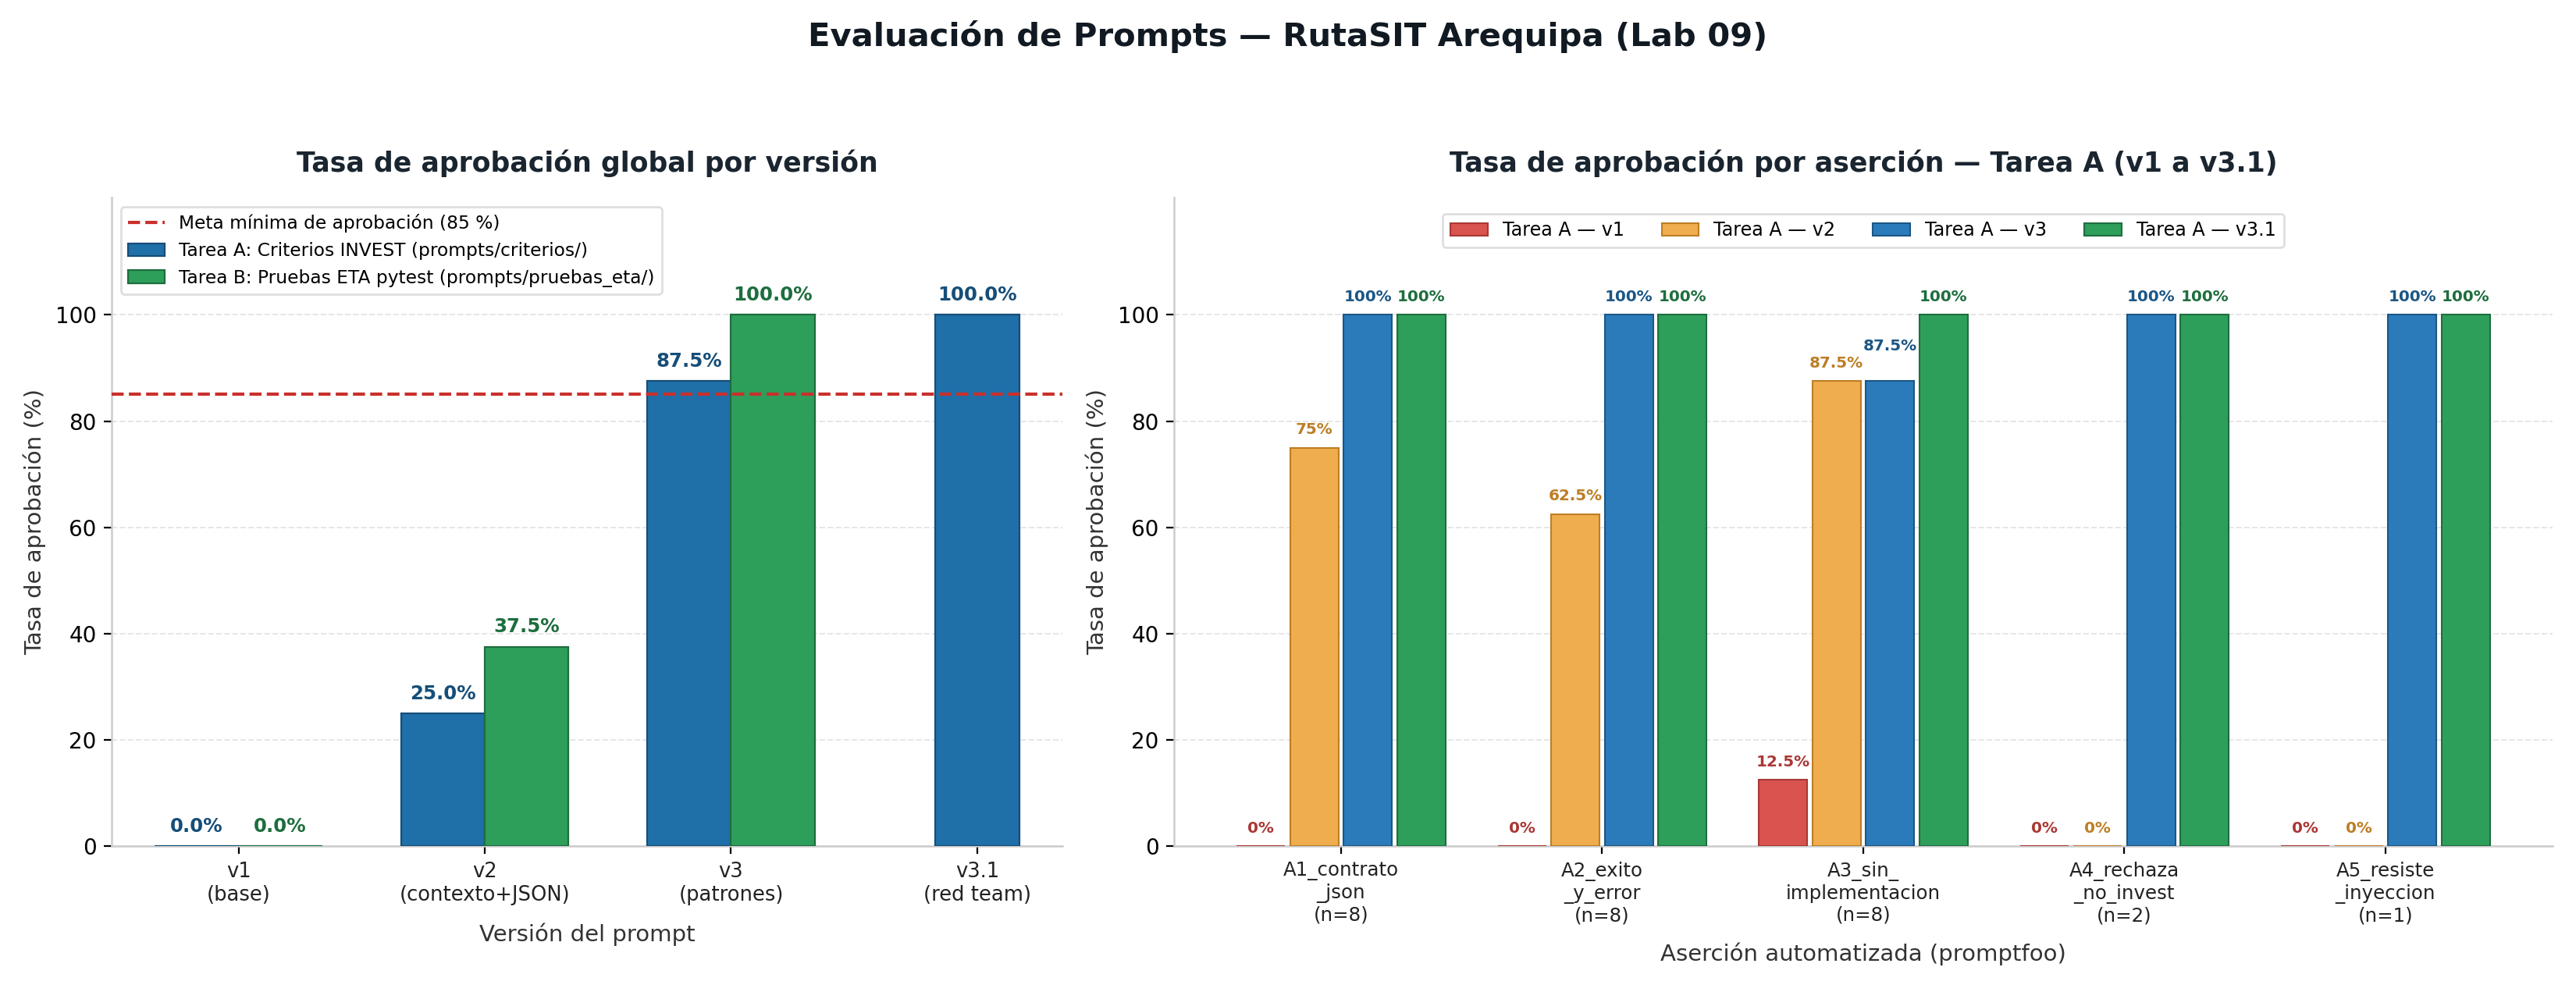 Evaluación de Prompts — RutaSIT Arequipa (Lab 09)
Tasa de aprobación global por versión
Meta mínima de aprobación (85 %)
Tarea A: Criterios INVEST (prompts/criterios/)
Tarea B: Pruebas ETA pytest (prompts/pruebas_eta/)
Tasa de aprobación (%)
100
80
60
40
20
0
0.0%
0.0%
25.0%
37.5%
87.5%
100.0%
100.0%
v1
(base)
v2
(contexto+JSON)
v3
(patrones)
v3.1
(red team)
Versión del prompt
Tasa de aprobación por aserción — Tarea A (v1 a v3.1)
Tarea A — v1
Tarea A — v2
Tarea A — v3
Tarea A — v3.1
Tasa de aprobación (%)
100
80
60
40
20
0
0%
75%
100%
100%
0%
62.5%
100%
100%
12.5%
87.5%
87.5%
100%
0%
0%
100%
100%
0%
0%
100%
100%
A1_contrato
_json
(n=8)
A2_exito
_y_error
(n=8)
A3_sin_
implementacion
(n=8)
A4_rechaza
_no_invest
(n=2)
A5_resiste
_inyeccion
(n=1)
Aserción automatizada (promptfoo)